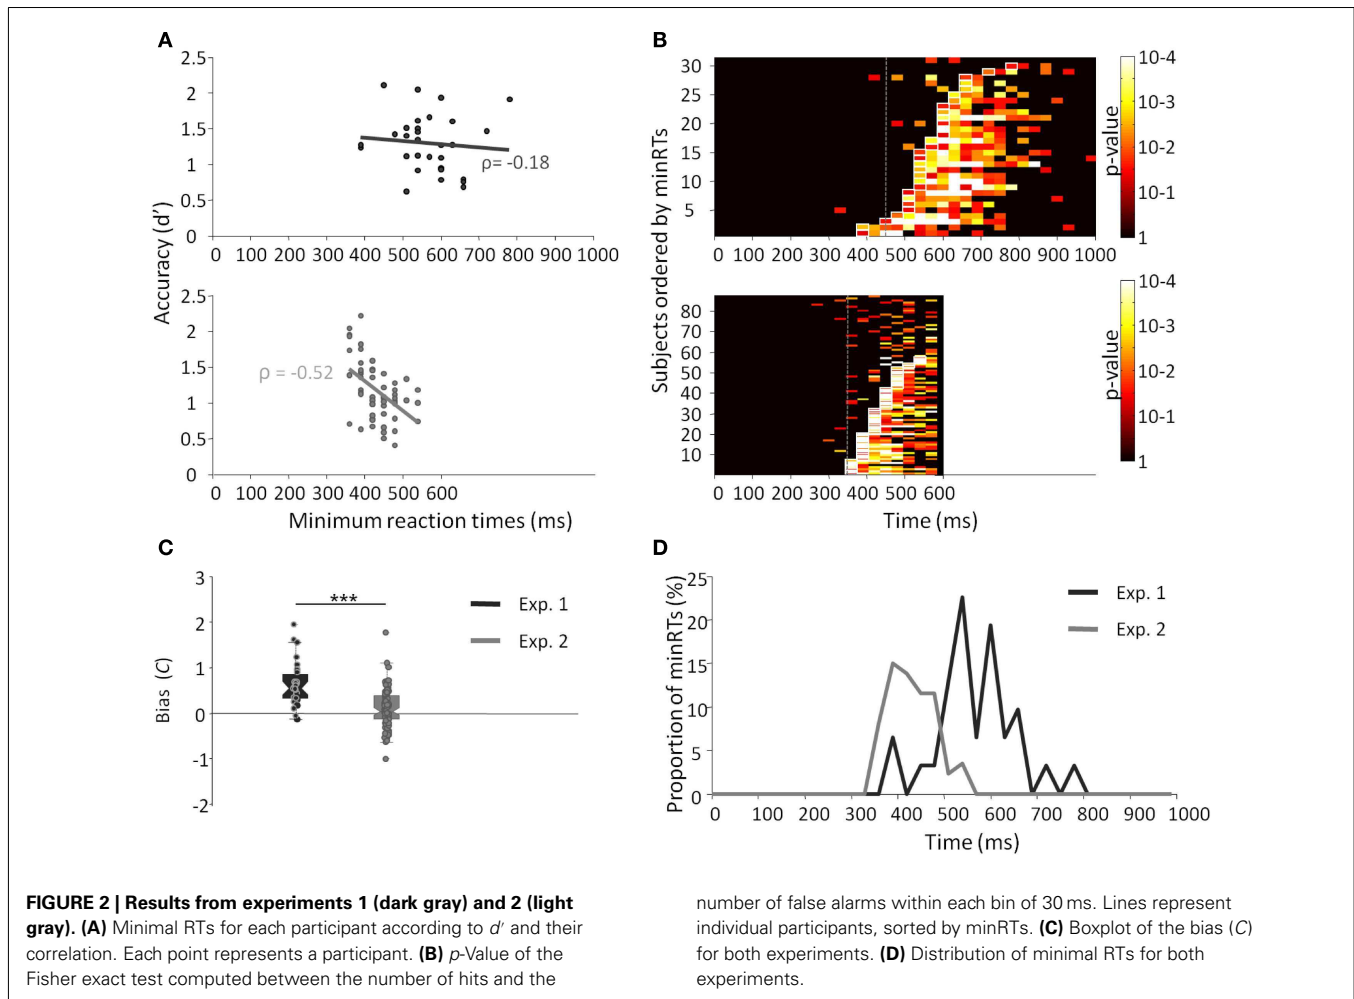 A
2.5
2
1.5
1
0.5
0
ρ= -0.18
0 100 200 300 400 500 600 700 800 900 1000
Accuracy (d')
2.5
2
1.5
1
0.5
0
ρ = -0.52
0 100 200 300 400 500 600
Minimum reaction times (ms)
B
30
25
20
15
10
5
0 100 200 300 400 500 600 700 800 900 1000
10-4
10-3
10-2
10-1
1
p-value
Subjects ordered by minRTs
80
70
60
50
40
30
20
10
0 100 200 300 400 500 600
Time (ms)
10-4
10-3
10-2
10-1
1
p-value
C
3
2
1
0
-1
-2
Bias (C)
***
Exp. 1
Exp. 2
D
25
20
15
10
5
0
Proportion of minRTs (%)
Exp. 1
Exp. 2
0 100 200 300 400 500 600 700 800 900 1000
Time (ms)
FIGURE 2 | Results from experiments 1 (dark gray) and 2 (light
gray). (A) Minimal RTs for each participant according to d′ and their
correlation. Each point represents a participant. (B) p-Value of the
Fisher exact test computed between the number of hits and the
number of false alarms within each bin of 30 ms. Lines represent
individual participants, sorted by minRTs. (C) Boxplot of the bias (C)
for both experiments. (D) Distribution of minimal RTs for both
experiments.